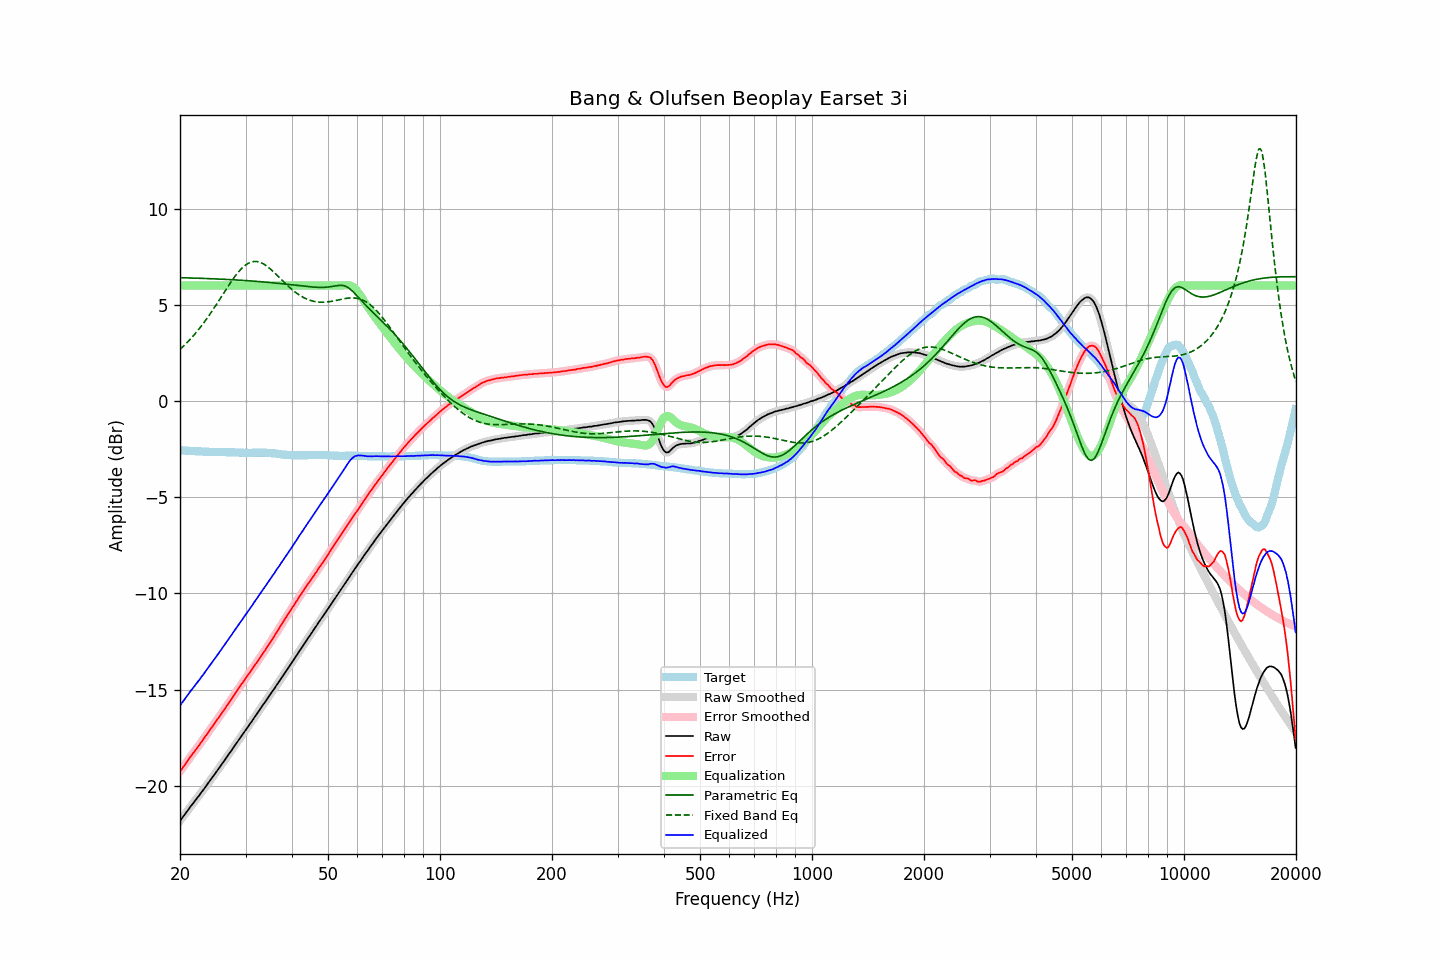 Bang & Olufsen Beoplay Earset 3i
Amplitude (dBr)
10
5
0
−5
−10
−15
−20
Target
Raw Smoothed
Error Smoothed
Raw
Error
Equalization
Parametric Eq
Fixed Band Eq
Equalized
20 50 100 200 500 1000 2000 5000 10000 20000
Frequency (Hz)